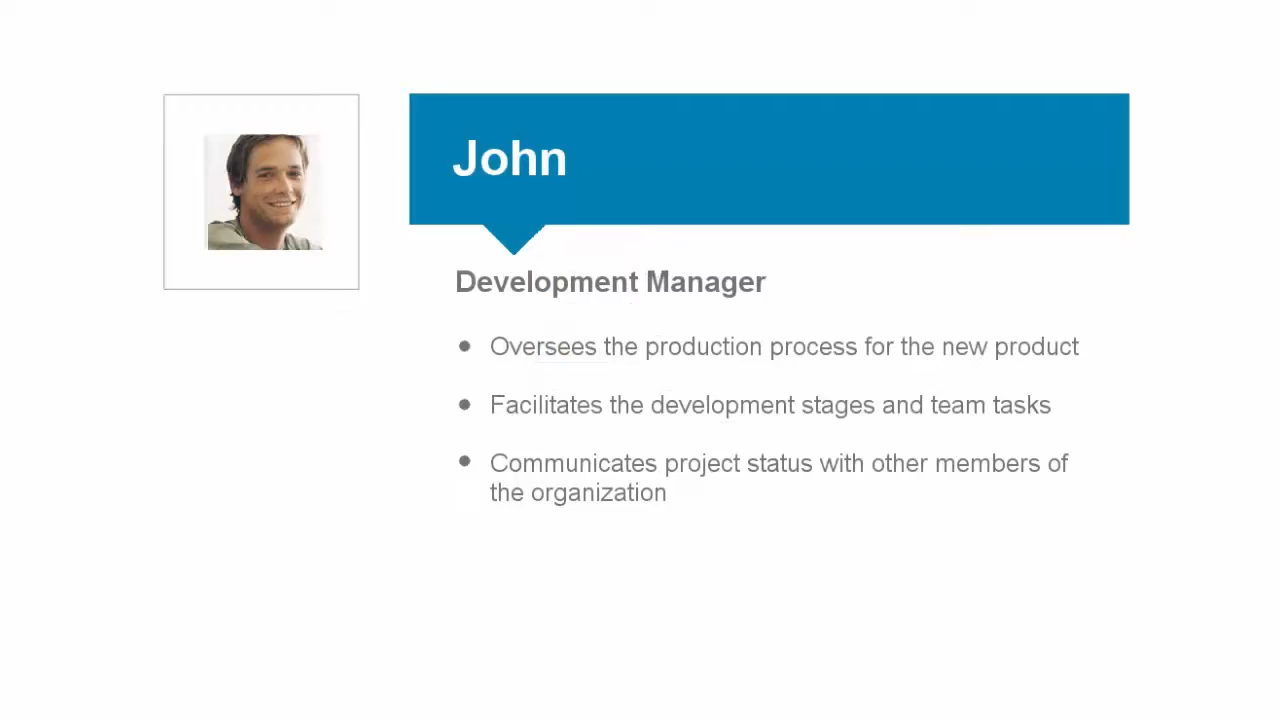 John
Development Manager
• Oversees the production process for the new product
• Facilitates the development stages and team tasks
• Communicates project status with other members of
the organization